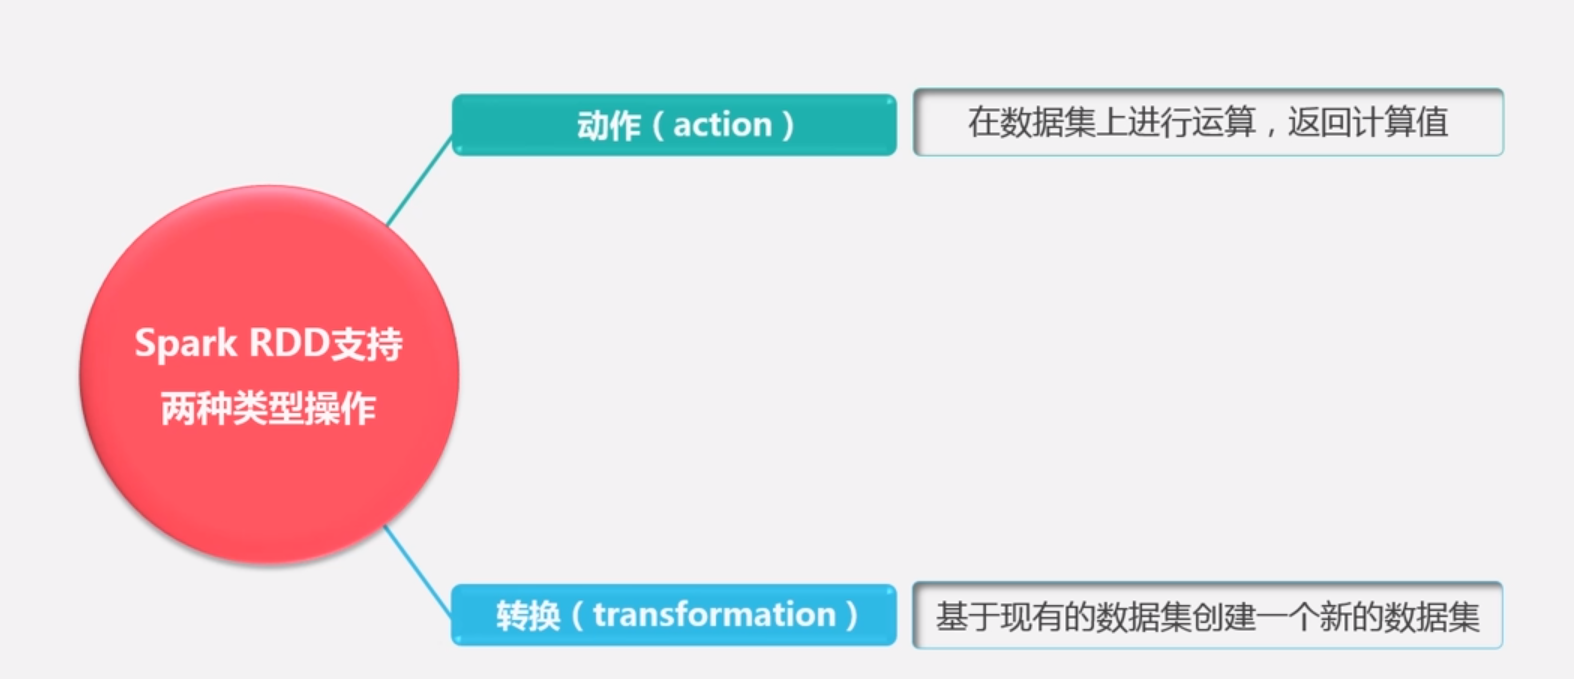 动作（action）
在数据集上进行运算，返回计算值
Spark RDD支持
两种类型操作
转换（transformation）
基于现有的数据集创建一个新的数据集